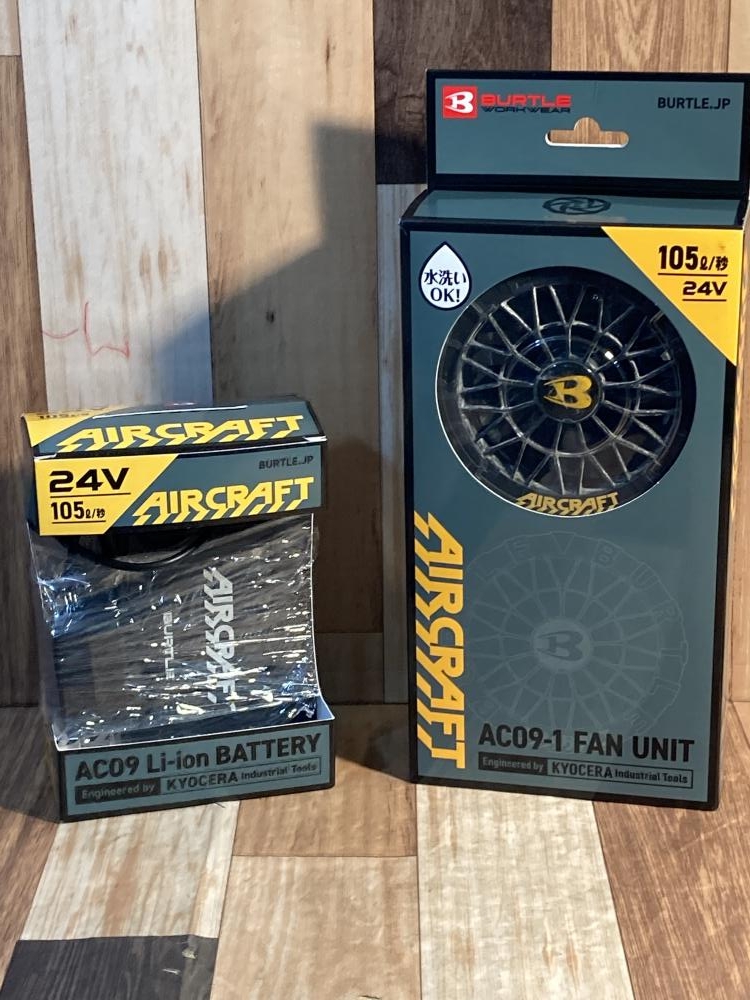 BURTLE
WORKWEAR
BURTLE.JP
水洗い
OK!
105ℓ/秒
24V
B
AIRCRAFT
AIRCRAFT
B
AC09-1 FAN UNIT
Engineered by KYOCERA Industrial Tools
AIRCRAFT
24V
105ℓ/秒
BURTLE.JP
AIRCRAFT
AIRCRAFT
BURTLE
AC09 Li-ion BATTERY
Engineered by KYOCERA Industrial Tools